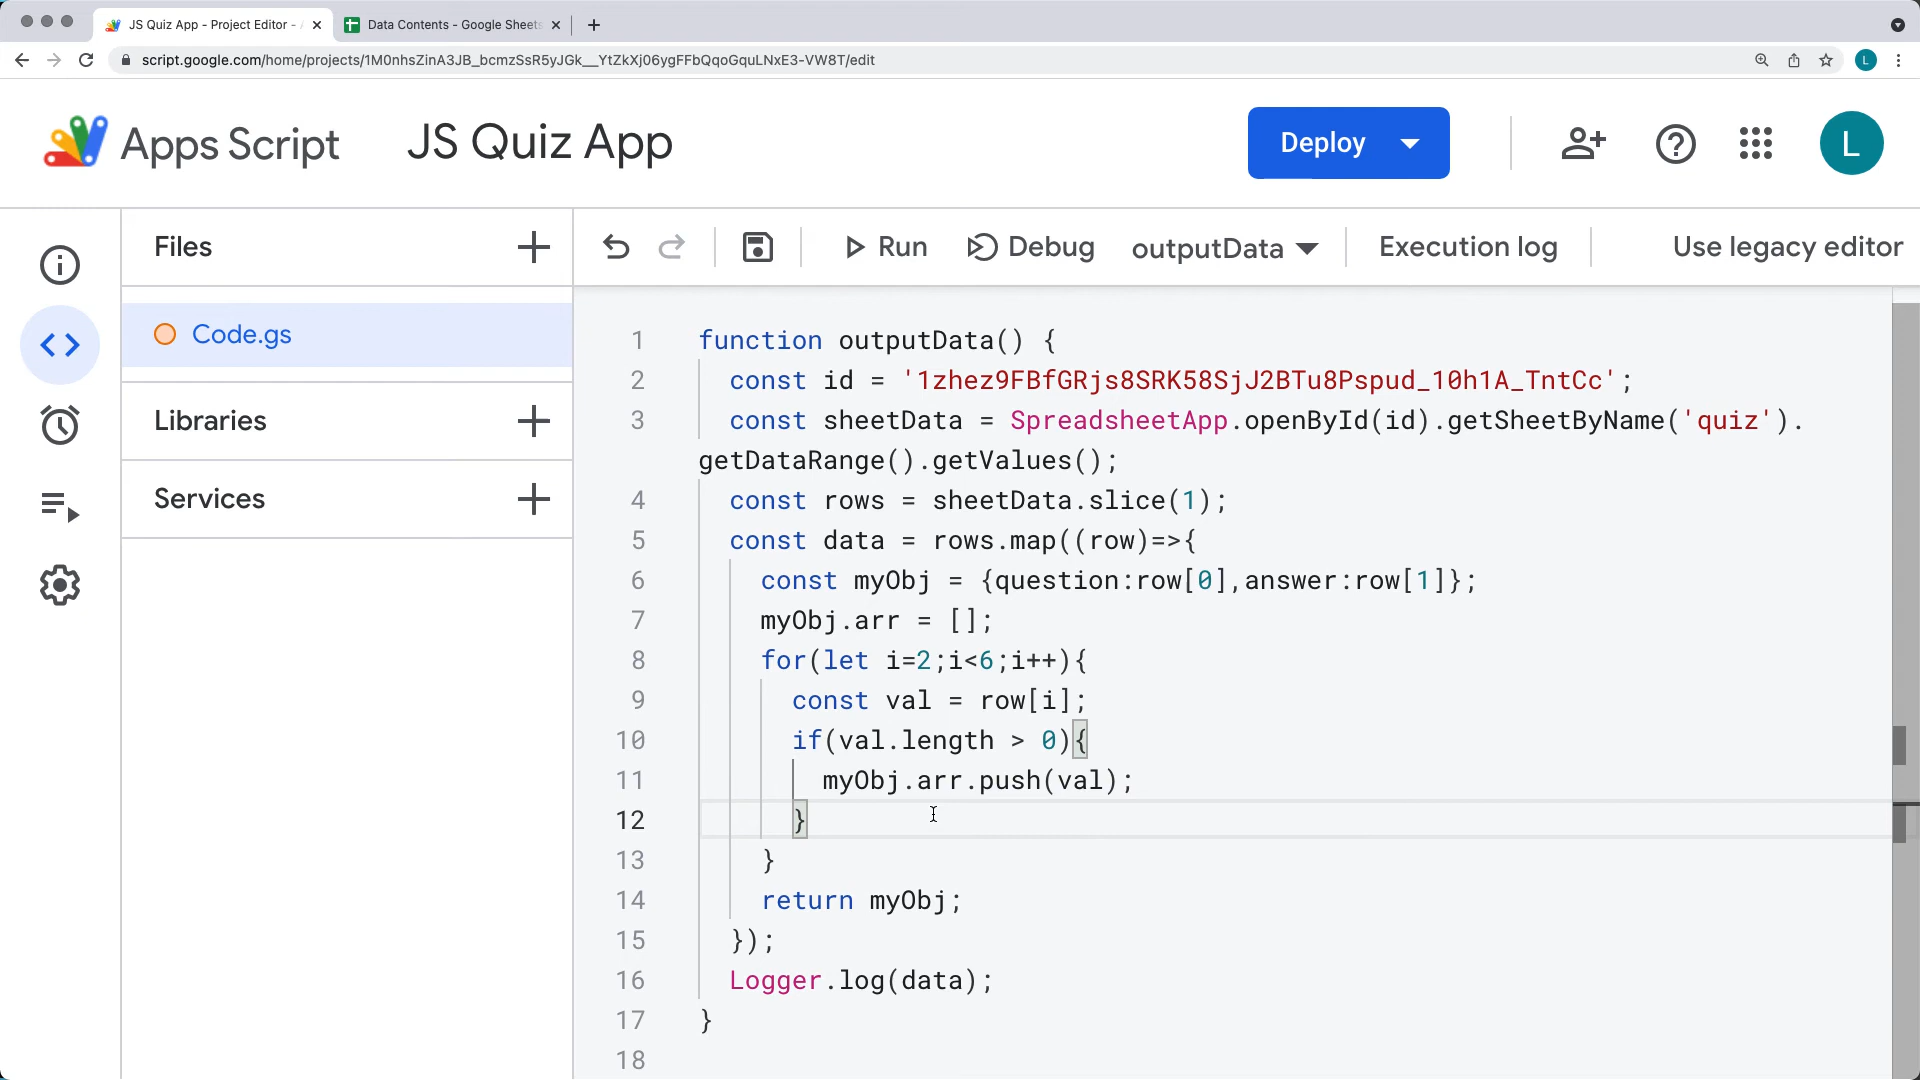 JS Quiz App - Project Editor -
Data Contents - Google Sheets
script.google.com/home/projects/1M0nhsZinA3JB_bcmzSsR5yJGk__YtZkXj06ygFFbQqoGquLNxE3-VW8T/edit
L
Apps Script
JS Quiz App
Deploy
L
Files
Run
Debug
outputData
Execution log
Use legacy editor
Code.gs
Libraries
Services
1 function outputData() {
2 const id = '1zhez9FBfGRjs8SRK58SjJ2BTu8Pspud_10h1A_TntCc';
3 const sheetData = SpreadsheetApp.openById(id).getSheetByName('quiz').
getDataRange().getValues();
4 const rows = sheetData.slice(1);
5 const data = rows.map((row)=>{
6 const myObj = {question:row[0],answer:row[1]};
7 myObj.arr = [];
8 for(let i=2;i<6;i++){
9 const val = row[i];
10 if(val.length > 0){
11 myObj.arr.push(val);
12 }
13 }
14 return myObj;
15 });
16 Logger.log(data);
17 }
18